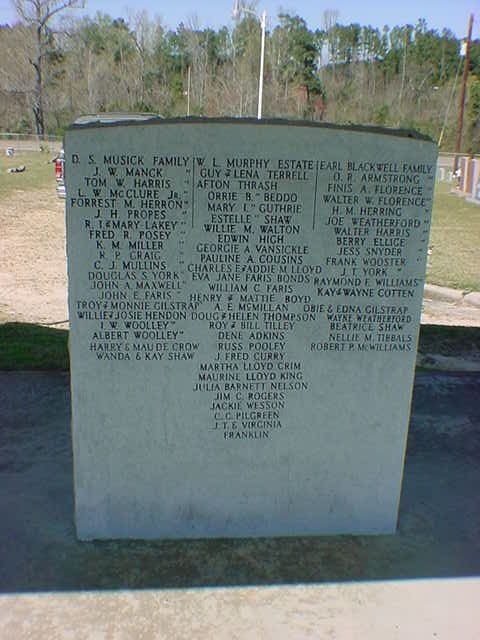 D. S. MUSICK FAMILY
J. W. MANCK "
TOM W. HARRIS "
L. W. McCLURE JR. "
FORREST M. HERRON "
J. H. PROPES "
R. T. & MARY LAKEY "
FRED R. POSEY "
K. M. MILLER "
R. P. CRAIG "
C. J. MULLINS "
DOUGLAS S. YORK "
JOHN A. MAXWELL "
JOHN E. FARIS "
TROY & MONNIE GILSTRAP
WILLIE & JOSIE HENDON
I. W. WOOLLEY "
ALBERT WOOLLEY "
HARRY & MAUDE CROW
WANDA & KAY SHAW
W. L. MURPHY ESTATE
GUY & LENA TERRELL
AFTON THRASH
ORRIE B. BEDDO
MARY L. GUTHRIE
ESTELLE SHAW
WILLIE M. WALTON
EDWIN HIGH
GEORGIE A. VANSICKLE
PAULINE A. COUSINS
CHARLES F. & ADDIE M. LLOYD
EVA JANE FARIS BONDS
WILLIAM C. FARIS
HENRY & MATTIE BOYD
A. E. McMILLAN
DOUG & HELEN THOMPSON
ROY & BILL TILLEY
DENE ADKINS
RUSS POOLEY
J. FRED CURRY
MARTHA LLOYD CRIM
MAURINE LLOYD KING
JULIA BARNETT NELSON
JIM C. ROGERS
JACKIE WESSON
C. C. PILGREEN
J. T. & VIRGINIA
FRANKLIN
EARL BLACKWELL FAMILY
O. R. ARMSTRONG "
FINIS A. FLORENCE "
WALTER W. FLORENCE "
H. M. HERRING "
JOE WEATHERFORD "
WALTER HARRIS "
BERRY ELLIGE "
JESS SNYDER "
FRANK WOOSTER "
J. T. YORK "
RAYMOND F. WILLIAMS "
KAY & WAYNE COTTEN
OBIE & EDNA GILSTRAP
WAYNE WEATHERFORD
BEATRICE SHAW
NELLIE M. TIBBALS
ROBERT P. McWILLIAMS